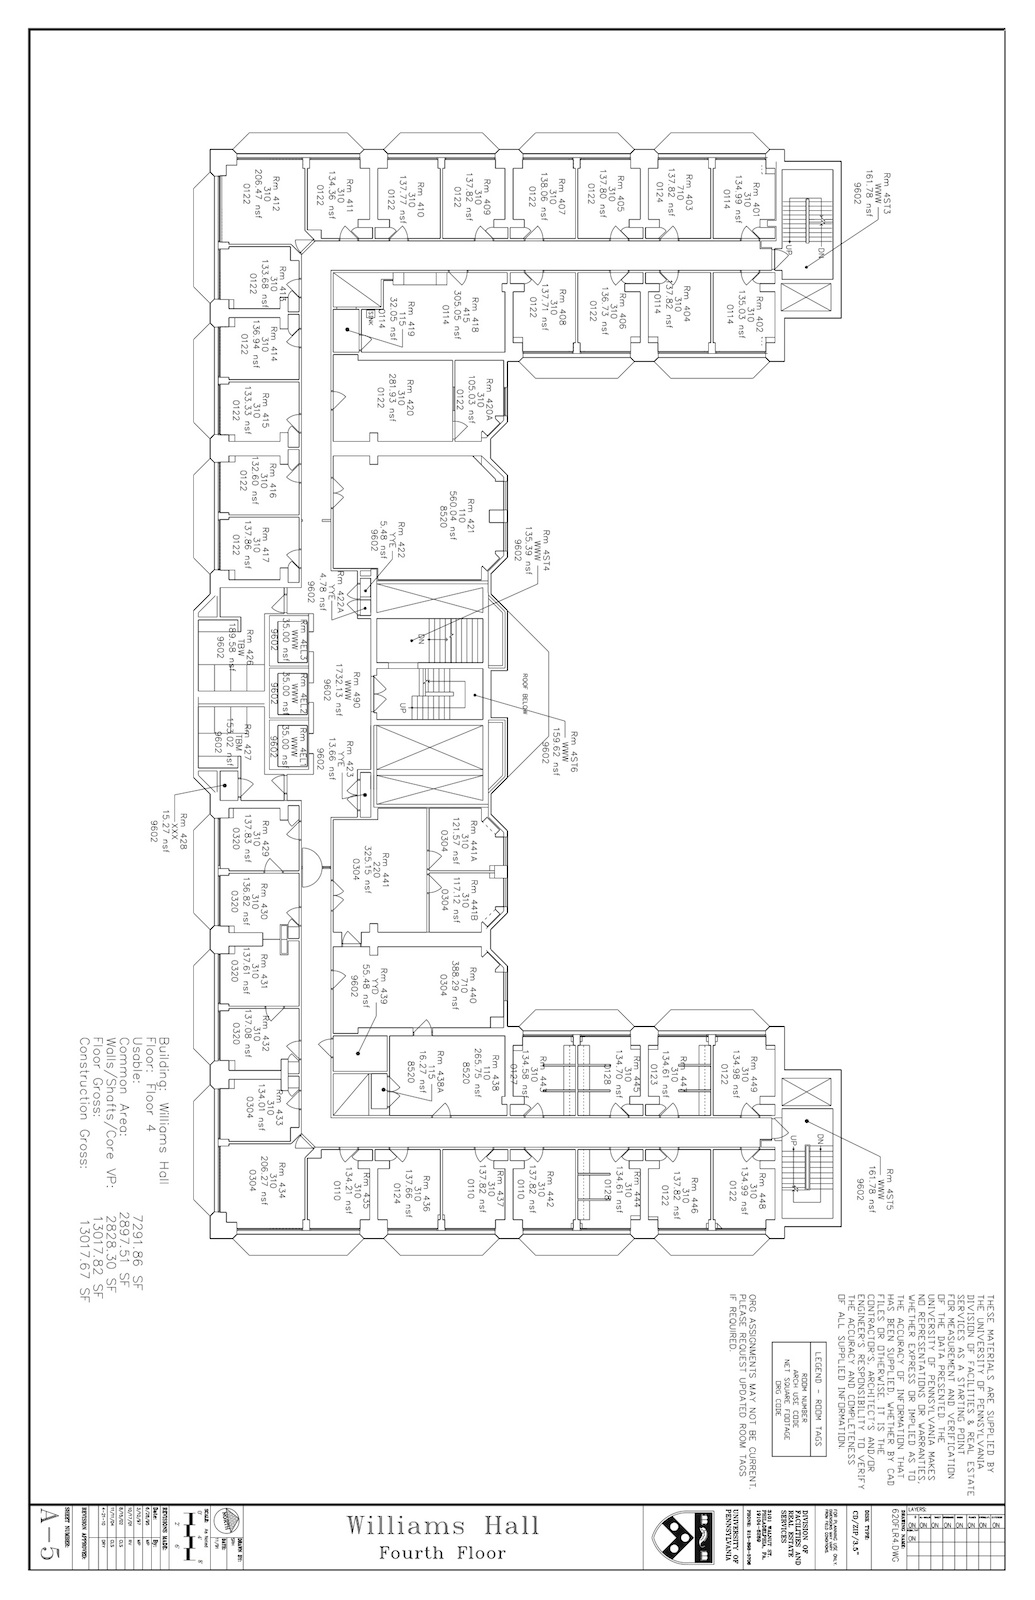 Rm 4ST3
WWW
161.78 nsf
9602
Rm 401
310
134.99 nsf
0114
Rm 403
710
137.82 nsf
0124
Rm 405
310
137.80 nsf
0122
Rm 407
310
138.06 nsf
0122
Rm 409
310
137.82 nsf
0122
Rm 410
310
137.77 nsf
0122
Rm 411
310
134.36 nsf
0122
Rm 412
310
206.47 nsf
0122
UP
DN
Rm 402
310
135.03 nsf
0114
Rm 404
310
137.82 nsf
0114
Rm 406
310
136.73 nsf
0122
Rm 408
310
137.71 nsf
0122
Rm 418
415
305.05 nsf
0114
Rm 419
115
32.05 nsf
0114
SINK
310
133.68 nsf
0122
Rm 414
310
136.94 nsf
0122
Rm 415
310
133.33 nsf
0122
Rm 416
310
132.60 nsf
0122
Rm 417
310
137.86 nsf
0122
Rm 420A
310
105.03 nsf
0122
Rm 420
310
281.93 nsf
0122
Rm 421
110
560.04 nsf
8520
Rm 422
YYE
5.48 nsf
9602
Rm 422A
YYE
4.78 nsf
9602
Rm 4ST4
WWW
135.39 nsf
9602
DN
UP
ROOF BELOW
Rm 4ST6
WWW
159.62 nsf
9602
Rm 4EL3
WWW
35.00 nsf
9602
Rm 4EL2
WWW
35.00 nsf
9602
Rm 4EL1
WWW
35.00 nsf
9602
Rm 490
WWW
1732.13 nsf
9602
Rm 426
TBW
189.58 nsf
9602
Rm 427
TBM
153.02 nsf
9602
Rm 423
YYE
13.66 nsf
9602
Rm 428
XXX
15.27 nsf
9602
Rm 429
310
137.83 nsf
0320
Rm 430
310
136.82 nsf
0320
Rm 431
310
137.61 nsf
0320
Rm 432
310
137.08 nsf
0320
Rm 433
310
134.01 nsf
0304
Rm 434
310
206.27 nsf
0304
Rm 441A
310
121.57 nsf
0304
Rm 441B
310
117.12 nsf
0304
Rm 441
220
325.15 nsf
0304
Rm 440
710
388.29 nsf
0304
Rm 439
YYD
55.48 nsf
9602
Rm 438
110
265.75 nsf
8520
Rm 438A
115
16.27 nsf
8520
Rm 443
310
134.58 nsf
0127
Rm 445
310
134.70 nsf
0128
310
134.61 nsf
0123
Rm 449
310
134.98 nsf
0122
UP
DN
Rm 4ST5
WWW
161.78 nsf
9602
Rm 435
310
134.21 nsf
0110
Rm 436
310
137.66 nsf
0124
Rm 437
310
137.82 nsf
0110
Rm 442
310
137.82 nsf
0110
Rm 444
310
134.61 nsf
0128
Rm 446
310
137.82 nsf
0122
Rm 448
310
134.99 nsf
0122
Building: Williams Hall
Floor: Floor 4
Usable: 7291.86 SF
Common Area: 2897.51 SF
Walls/Shafts/Core VP: 2828.30 SF
Floor Gross: 13017.82 SF
Construction Gross: 13017.67 SF
THESE MATERIALS ARE SUPPLIED BY
THE UNIVERSITY OF PENNSYLVANIA
DIVISION OF FACILITIES & REAL ESTATE
SERVICES AS A STARTING POINT
FOR MEASUREMENT AND VERIFICATION
OF THE DATA PRESENTED. THE
UNIVERSITY OF PENNSYLVANIA MAKES
NO REPRESENTATIONS OR WARRANTIES,
WHETHER EXPRESS OR IMPLIED AS TO
THE ACCURACY OF INFORMATION THAT
HAS BEEN SUPPLIED, WHETHER BY CAD
FILES OR OTHERWISE. IT IS THE
CONTRACTOR'S, ARCHITECT'S AND/OR
ENGINEER'S RESPONSIBILITY TO VERIFY
THE ACCURACY AND COMPLETENESS
OF ALL SUPPLIED INFORMATION.
LEGEND - ROOM TAGS
ROOM NUMBER
ARCH USE CODE
NET SQUARE FOOTAGE
ORG CODE
ORG ASSIGNMENTS MAY NOT BE CURRENT.
PLEASE REQUEST UPDATED ROOM TAGS
IF REQUIRED.
LAYERS:
DRAWING NAME:
620FLR4.DWG
DISK TYPE:
CD/ZIP/3.5"
DIVISION OF
FACILITIES AND
REAL ESTATE
SERVICES
3101 WALNUT ST.
PHILADELPHIA, PA.
UNIVERSITY OF
PENNSYLVANIA
Williams Hall
Fourth Floor
DRAWN BY:
DATE:
SCALE:
REVISIONS MADE:
Date: By:
REVISION APPROVED:
SHEET NUMBER:
A-5